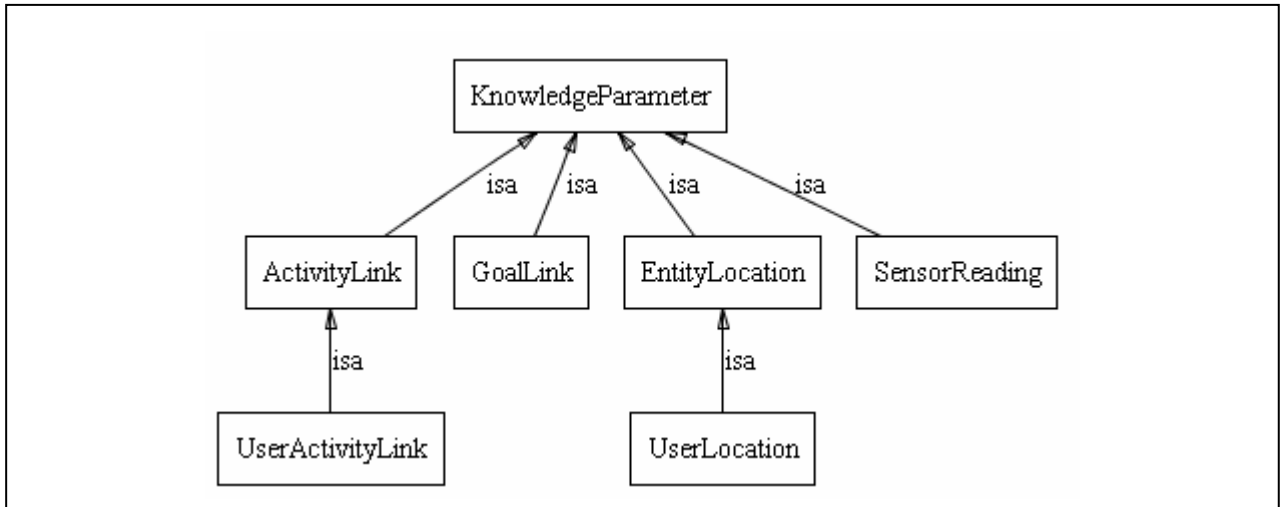 KnowledgeParameter
isa isa isa isa
ActivityLink GoalLink EntityLocation SensorReading
isa isa
UserActivityLink UserLocation